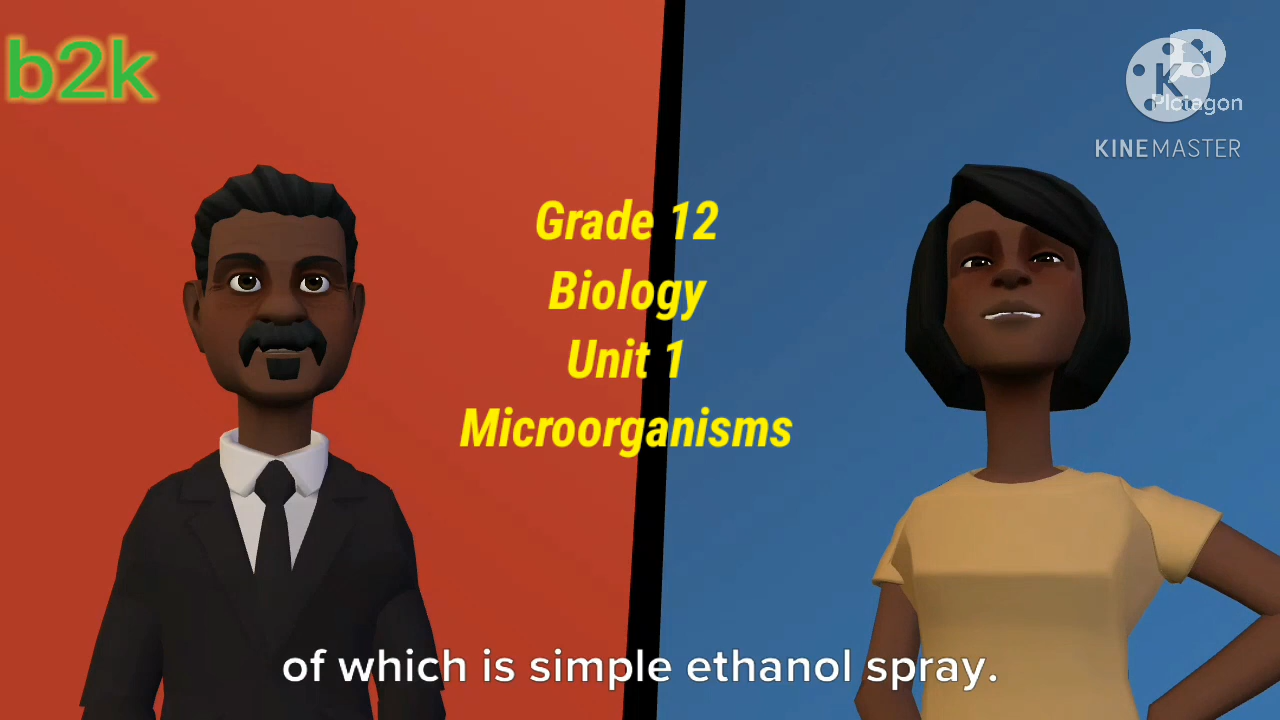 b2k
Plotagon
KINEMASTER
Grade 12
Biology
Unit 1
Microorganisms
of which is simple ethanol spray.